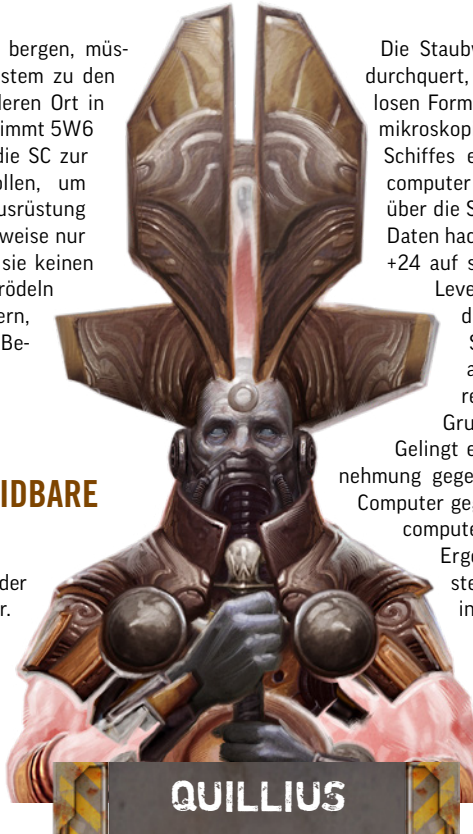 bergen, müs-
stem zu den
deren Ort in
immt 5W6
die SC zur
ollen, um
usrüstung
weise nur
sie keinen
rödeln
ern,
Be-
IDBARE
der
r.
Die Staubw
durchquert,
losen Form
mikroskop
Schiffes e
computer
über die S
Daten hac
+24 auf s
Leve
d
S
a
re
Gru
Gelingt e
nehmung gege
Computer ge
compute
Erge
ste
in
QUILLIUS